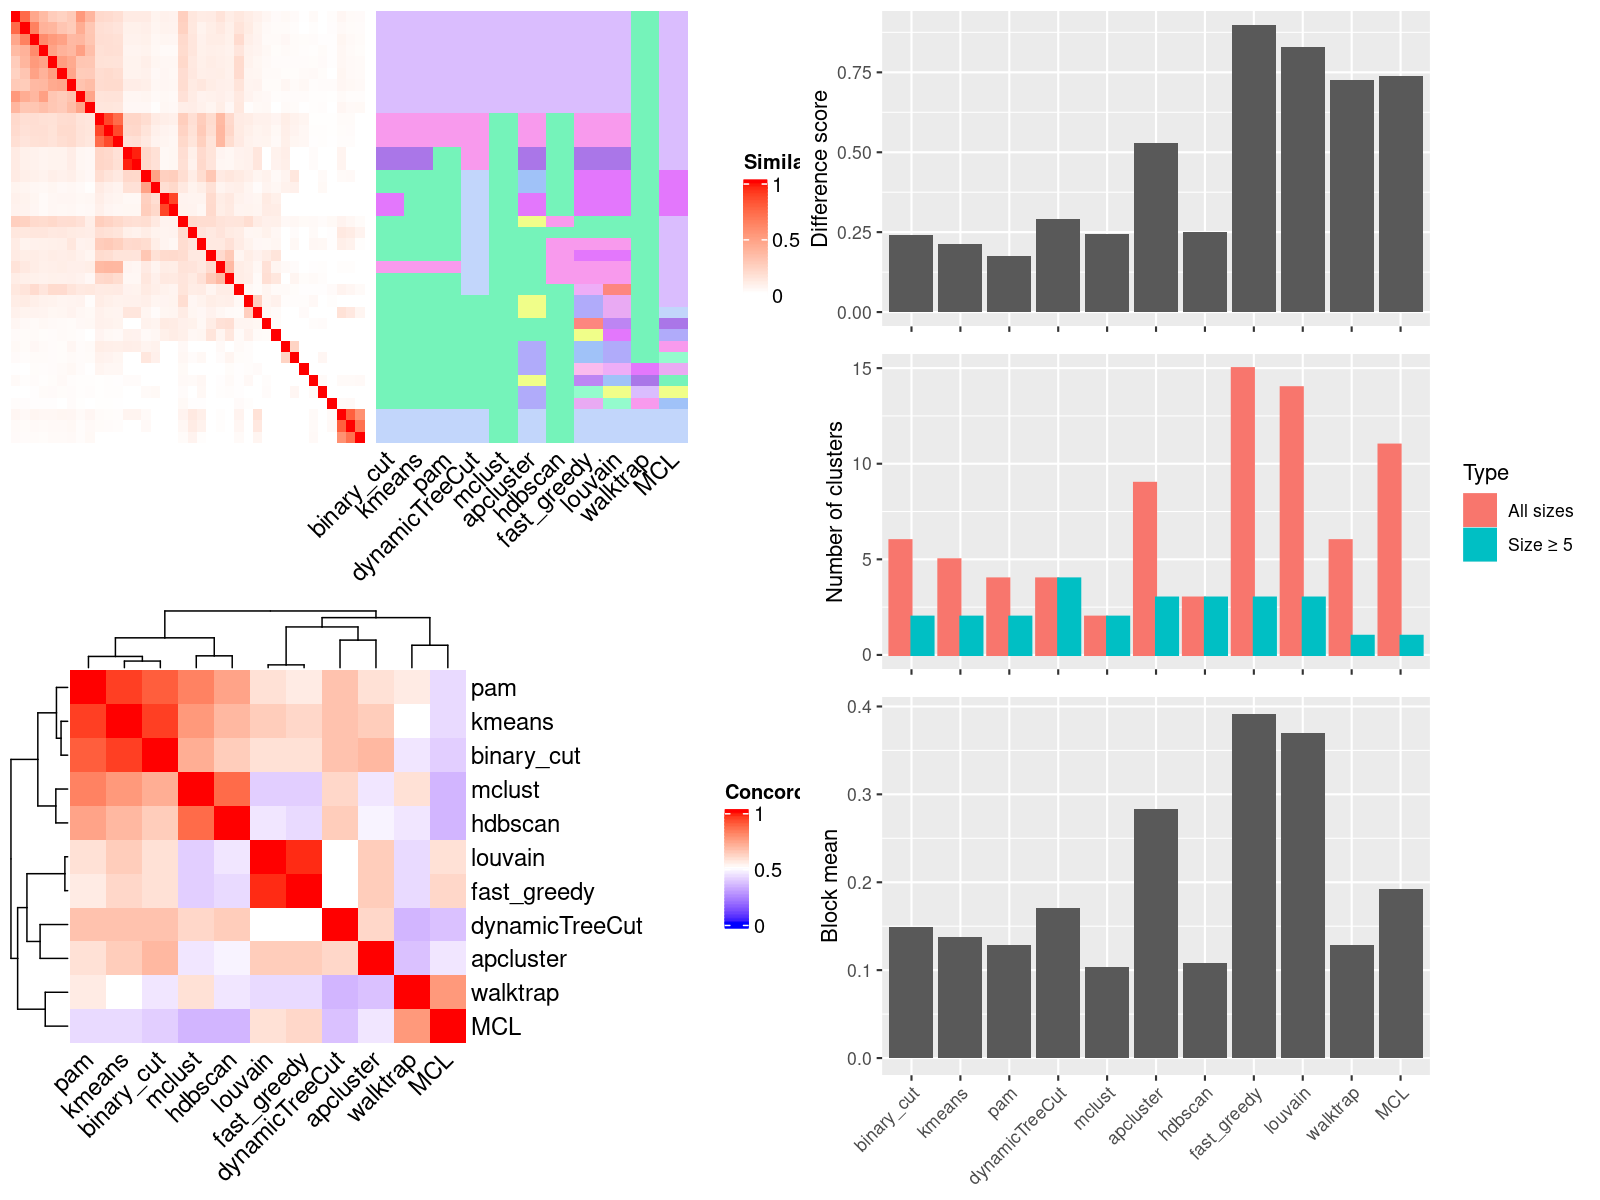 Simila
1
0.5
0
binary_cut
kmeans
pam
dynamicTreeCut
mclust
apcluster
hdbscan
fast_greedy
louvain
walktrap
MCL
pam
kmeans
binary_cut
mclust
hdbscan
louvain
fast_greedy
dynamicTreeCut
apcluster
walktrap
MCL
Concord
1
0.5
0
pam
kmeans
binary_cut
mclust
hdbscan
louvain
fast_greedy
dynamicTreeCut
apcluster
walktrap
MCL
Difference score
0.75
0.50
0.25
0.00
Number of clusters
15
10
5
0
Type
All sizes
Size ≥ 5
Block mean
0.4
0.3
0.2
0.1
0.0
binary_cut
kmeans
pam
dynamicTreeCut
mclust
apcluster
hdbscan
fast_greedy
louvain
walktrap
MCL